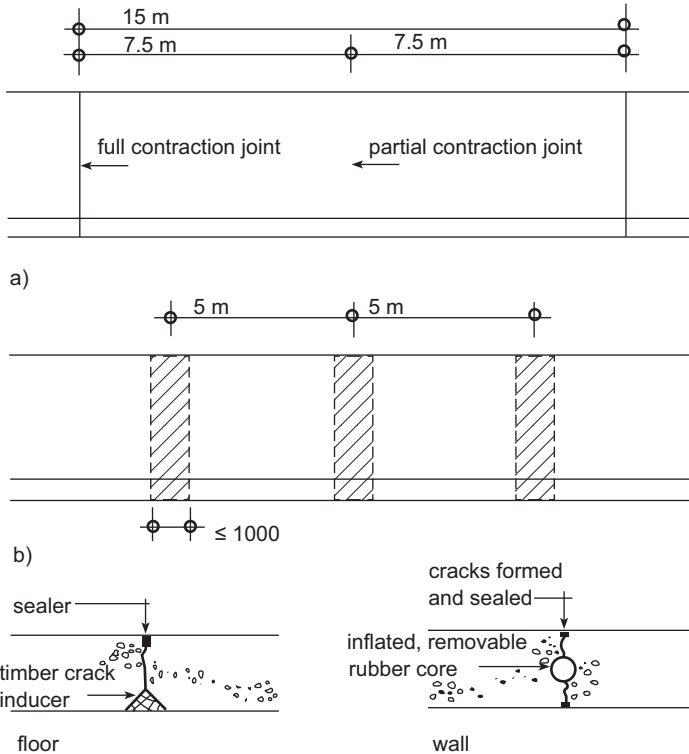 15 m
7.5 m
7.5 m
full contraction joint
partial contraction joint
a)
5 m
5 m
≤ 1000
b)
sealer
timber crack
inducer
floor
cracks formed
and sealed
inflated, removable
rubber core
wall